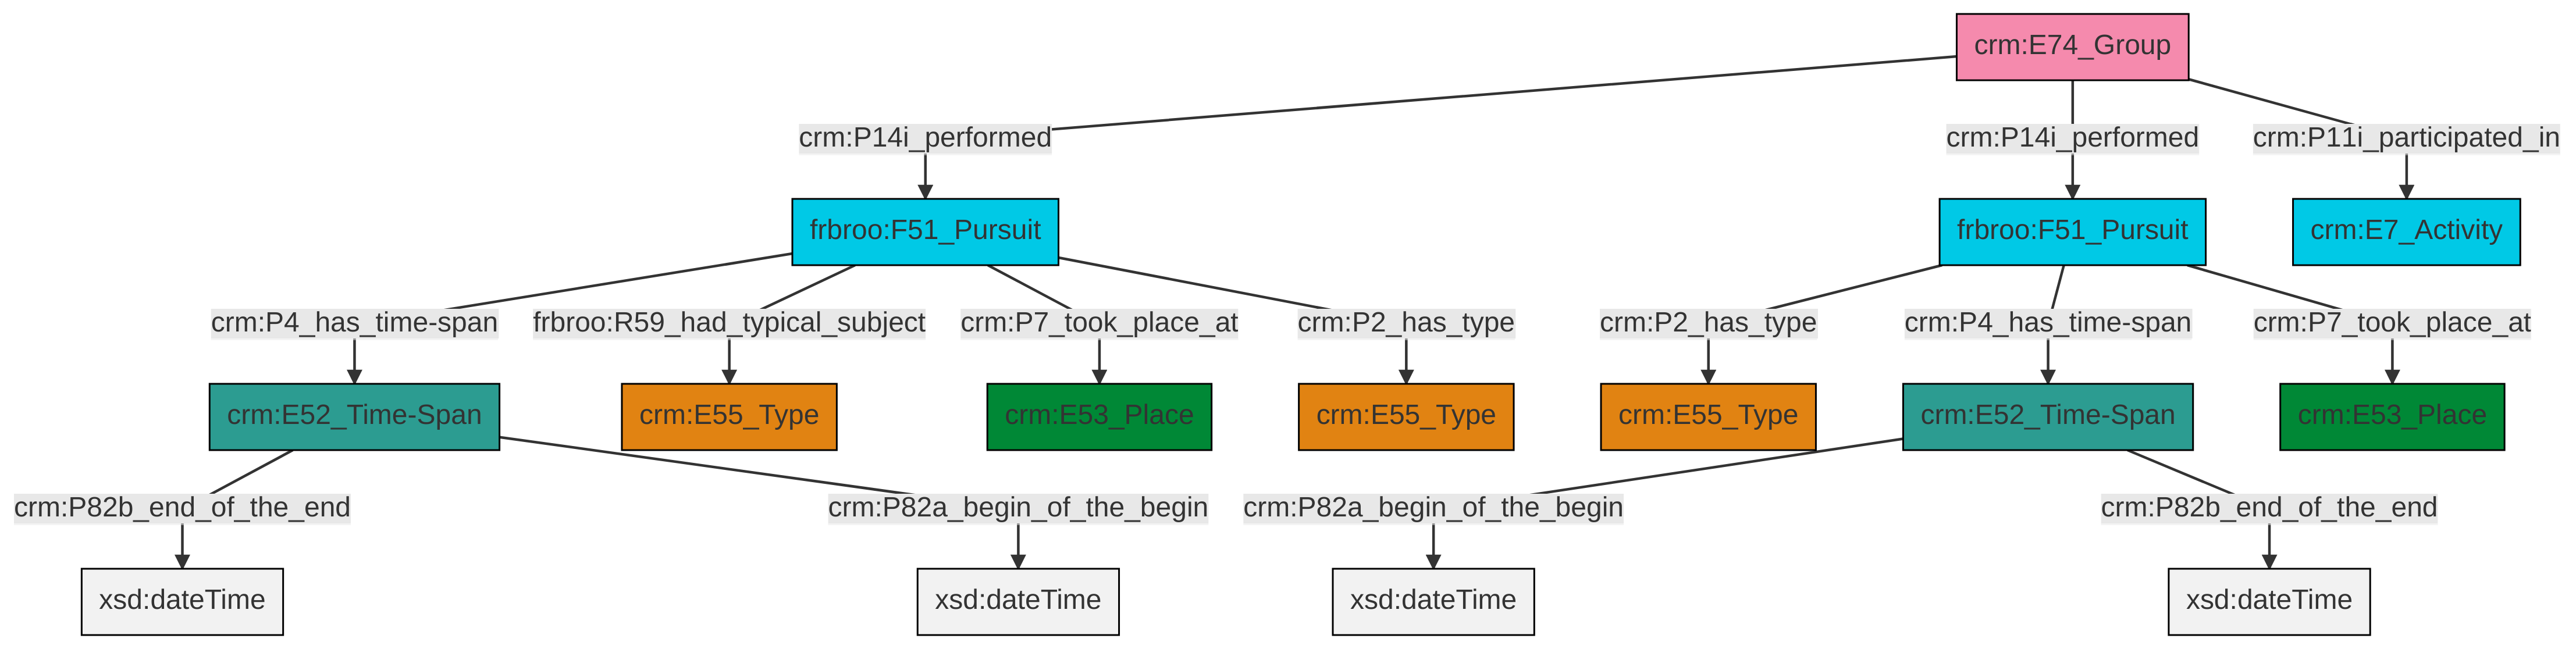 crm:E74_Group
crm:P14i_performed
crm:P14i_performed
crm:P11i_participated_in
frbroo:F51_Pursuit
frbroo:F51_Pursuit
crm:E7_Activity
crm:P4_has_time-span
frbroo:R59_had_typical_subject
crm:P7_took_place_at
crm:P2_has_type
crm:P2_has_type
crm:P4_has_time-span
crm:P7_took_place_at
crm:E52_Time-Span
crm:E55_Type
crm:E53_Place
crm:E55_Type
crm:E55_Type
crm:E52_Time-Span
crm:E53_Place
crm:P82b_end_of_the_end
crm:P82a_begin_of_the_begin
crm:P82a_begin_of_the_begin
crm:P82b_end_of_the_end
xsd:dateTime
xsd:dateTime
xsd:dateTime
xsd:dateTime